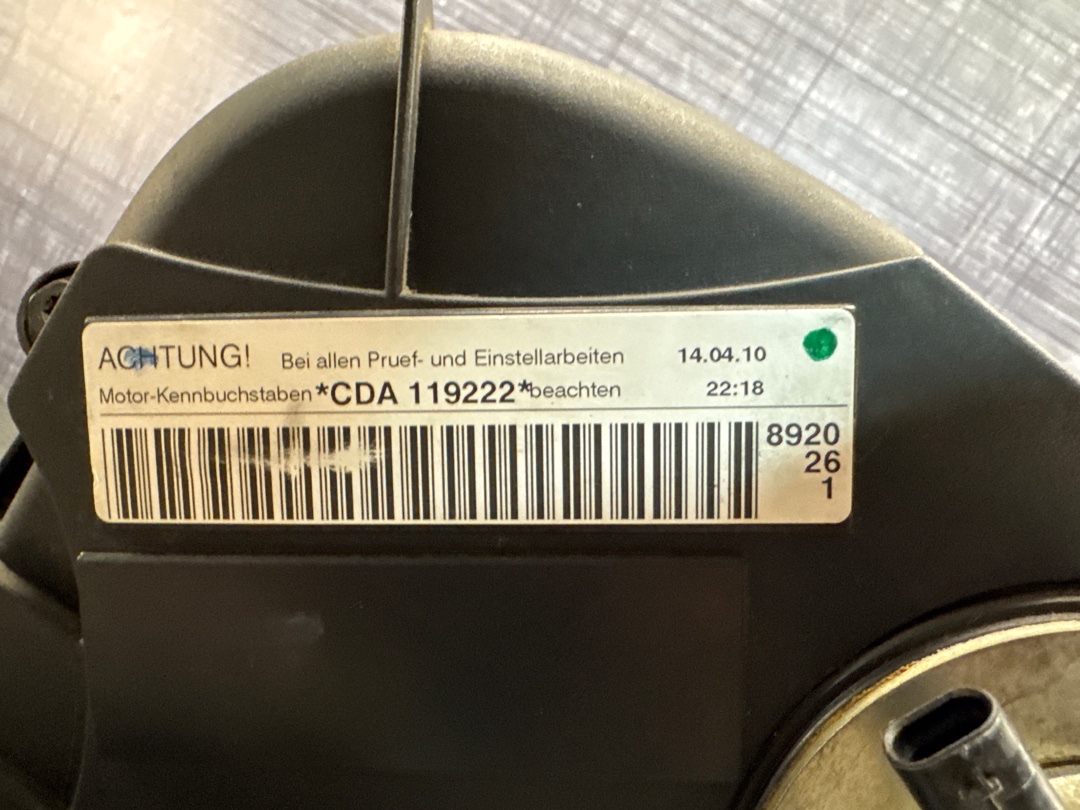 ACHTUNG! Bei allen Pruef- und Einstellarbeiten 14.04.10
Motor-Kennbuchstaben *CDA 119222* beachten 22:18
8920
26
1